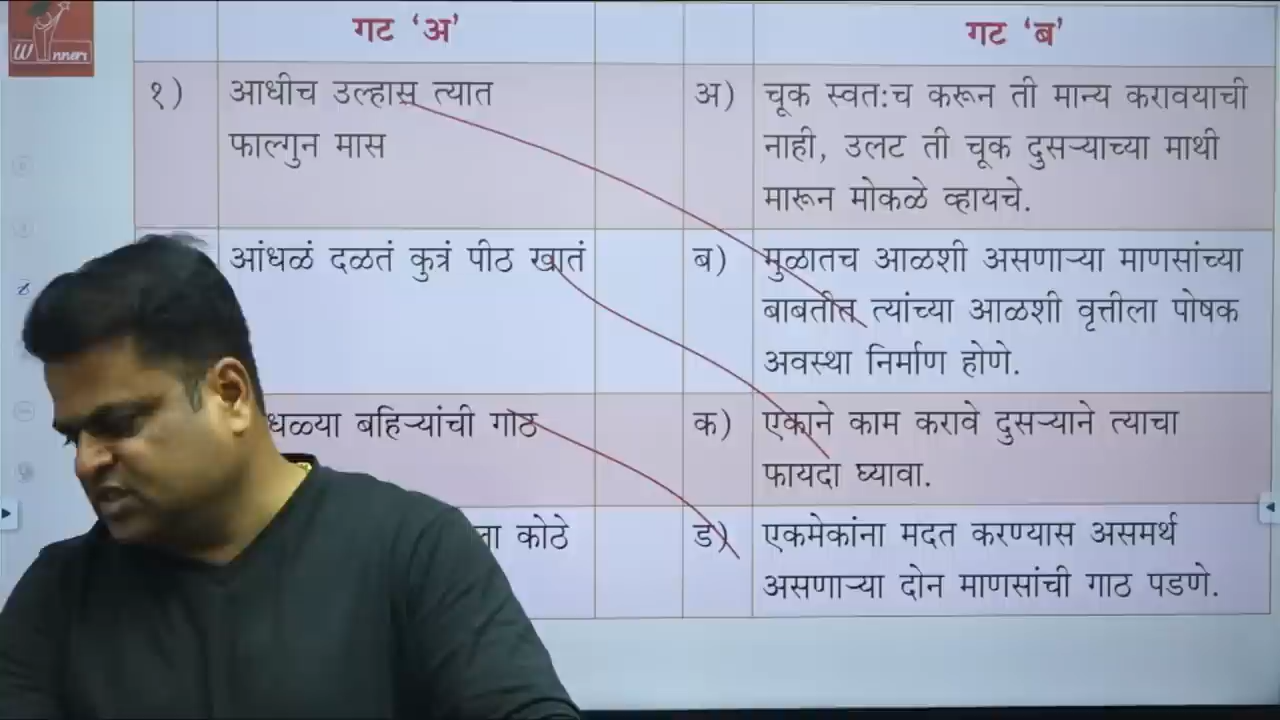 Winners
गट ‘अ’
गट ‘ब’
१)
आधीच उल्हास त्यात
फाल्गुन मास
अ)
चूक स्वत:च करून ती मान्य करावयाची
नाही, उलट ती चूक दुसऱ्याच्या माथी
मारून मोकळे व्हायचे.
आंधळं दळतं कुत्रं पीठ खातं
ब)
मुळातच आळशी असणाऱ्या माणसांच्या
बाबतीत त्यांच्या आळशी वृत्तीला पोषक
अवस्था निर्माण होणे.
बहिऱ्यांची गाठ
क)
एकाने काम करावे दुसऱ्याने त्याचा
फायदा घ्यावा.
कोठे
ड)
एकमेकांना मदत करण्यास असमर्थ
असणाऱ्या दोन माणसांची गाठ पडणे.